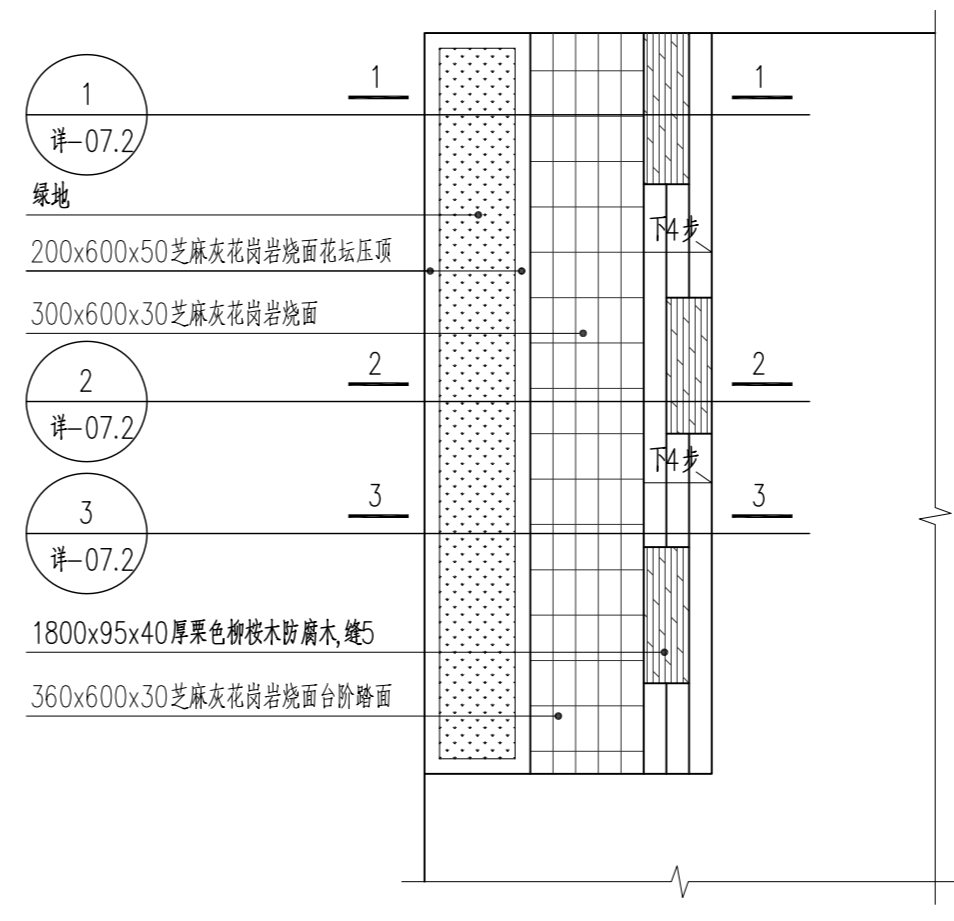 1
详-07.2
1
1
绿地
下4步
200x600x50芝麻灰花岗岩烧面花坛压顶
300x600x30芝麻灰花岗岩烧面
2
详-07.2
2
2
下4步
3
详-07.2
3
3
1800x95x40厚栗色柳桉木防腐木,缝5
360x600x30芝麻灰花岗岩烧面台阶踏面